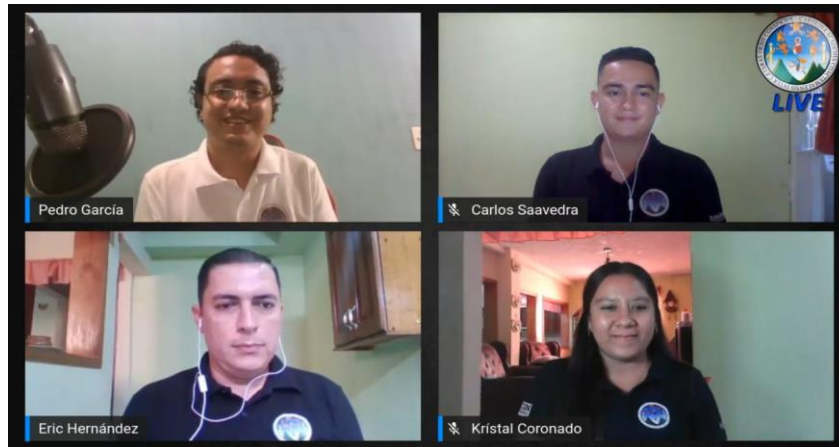 LIVE
Pedro García
Carlos Saavedra
Eric Hernández
Krístal Coronado